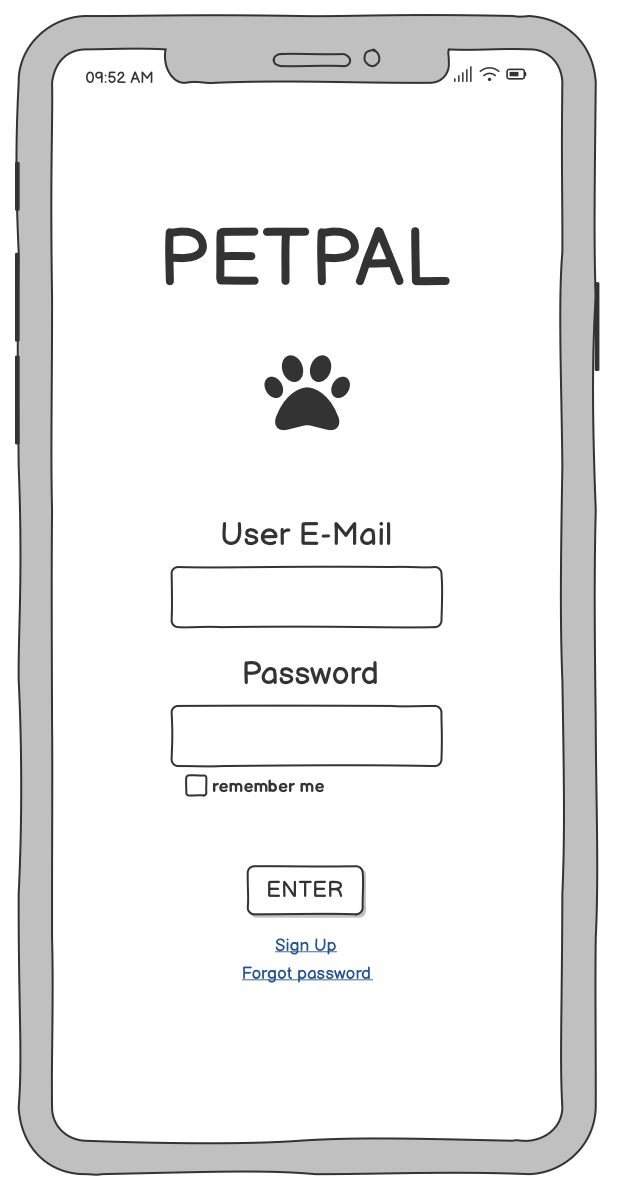 09:52 AM
PETPAL
User E-Mail
Password
remember me
ENTER
Sign Up
Forgot password